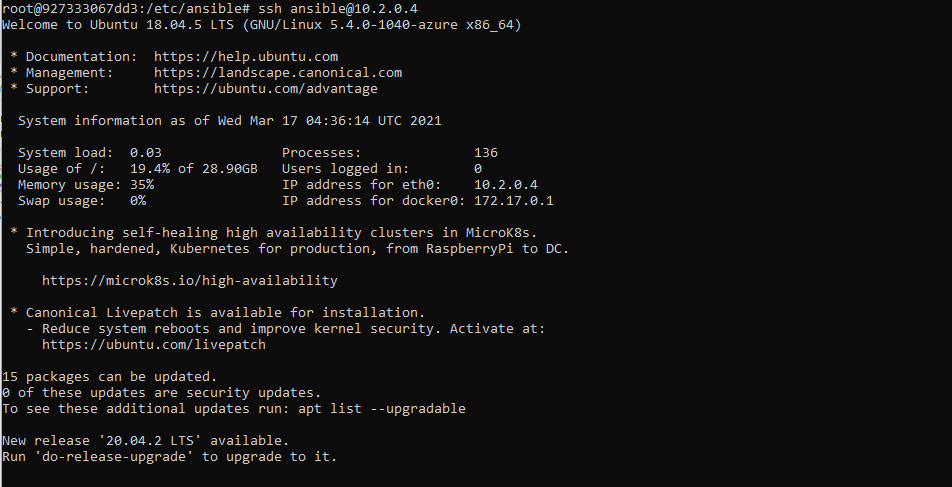 root@927333067dd3:/etc/ansible# ssh ansible@10.2.0.4
Welcome to Ubuntu 18.04.5 LTS (GNU/Linux 5.4.0-1040-azure x86_64)

 * Documentation:  https://help.ubuntu.com
 * Management:     https://landscape.canonical.com
 * Support:        https://ubuntu.com/advantage

  System information as of Wed Mar 17 04:36:14 UTC 2021

  System load:  0.03               Processes:              136
  Usage of /:   19.4% of 28.90GB   Users logged in:        0
  Memory usage: 35%                IP address for eth0:    10.2.0.4
  Swap usage:   0%                 IP address for docker0: 172.17.0.1

 * Introducing self-healing high availability clusters in MicroK8s.
   Simple, hardened, Kubernetes for production, from RaspberryPi to DC.

     https://microk8s.io/high-availability

 * Canonical Livepatch is available for installation.
   - Reduce system reboots and improve kernel security. Activate at:
     https://ubuntu.com/livepatch

15 packages can be updated.
0 of these updates are security updates.
To see these additional updates run: apt list --upgradable

New release '20.04.2 LTS' available.
Run 'do-release-upgrade' to upgrade to it.